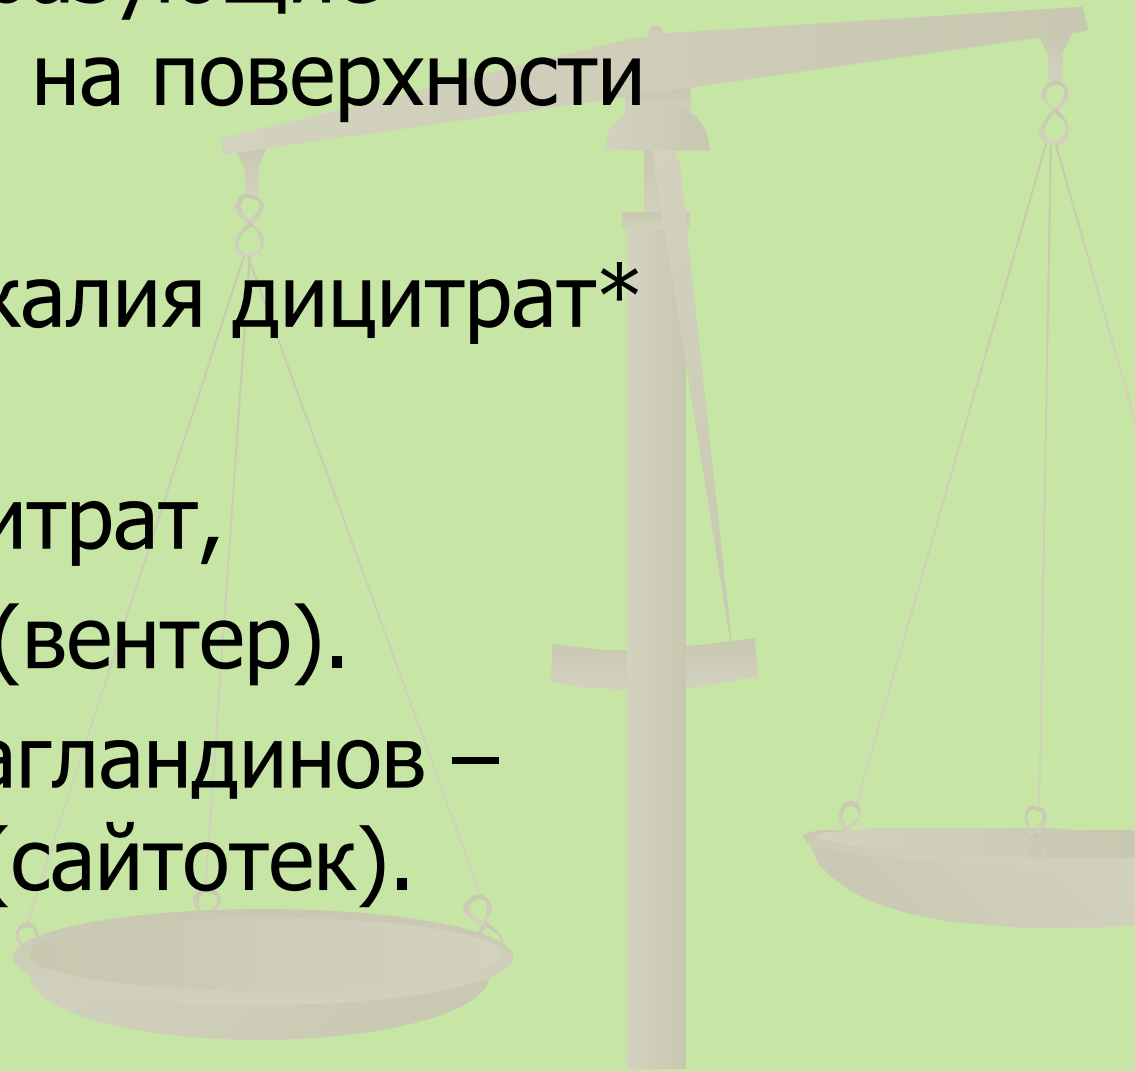 на поверхности
калия дицитрат*
итрат,
(вентер).
агландинов –
(сайтотек).